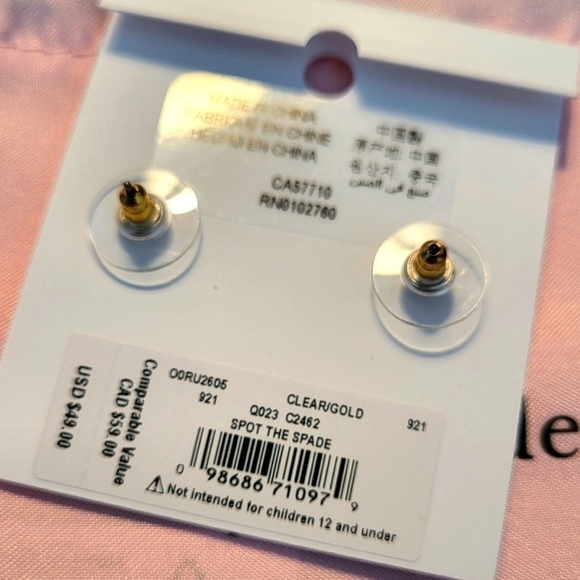 MADE IN CHINA
FABRIQUÉ EN CHINE
HECHO EN CHINA
CA57710
RN0102760
中国製
原产地: 中国
원산지: 중국
صنع في الصين
USD $49.00
Comparable Value
CAD $59.00
O0RU2605
921
CLEAR/GOLD
921
Q023 C2462
SPOT THE SPADE
0 98686 71097 9
⚠ Not intended for children 12 and under